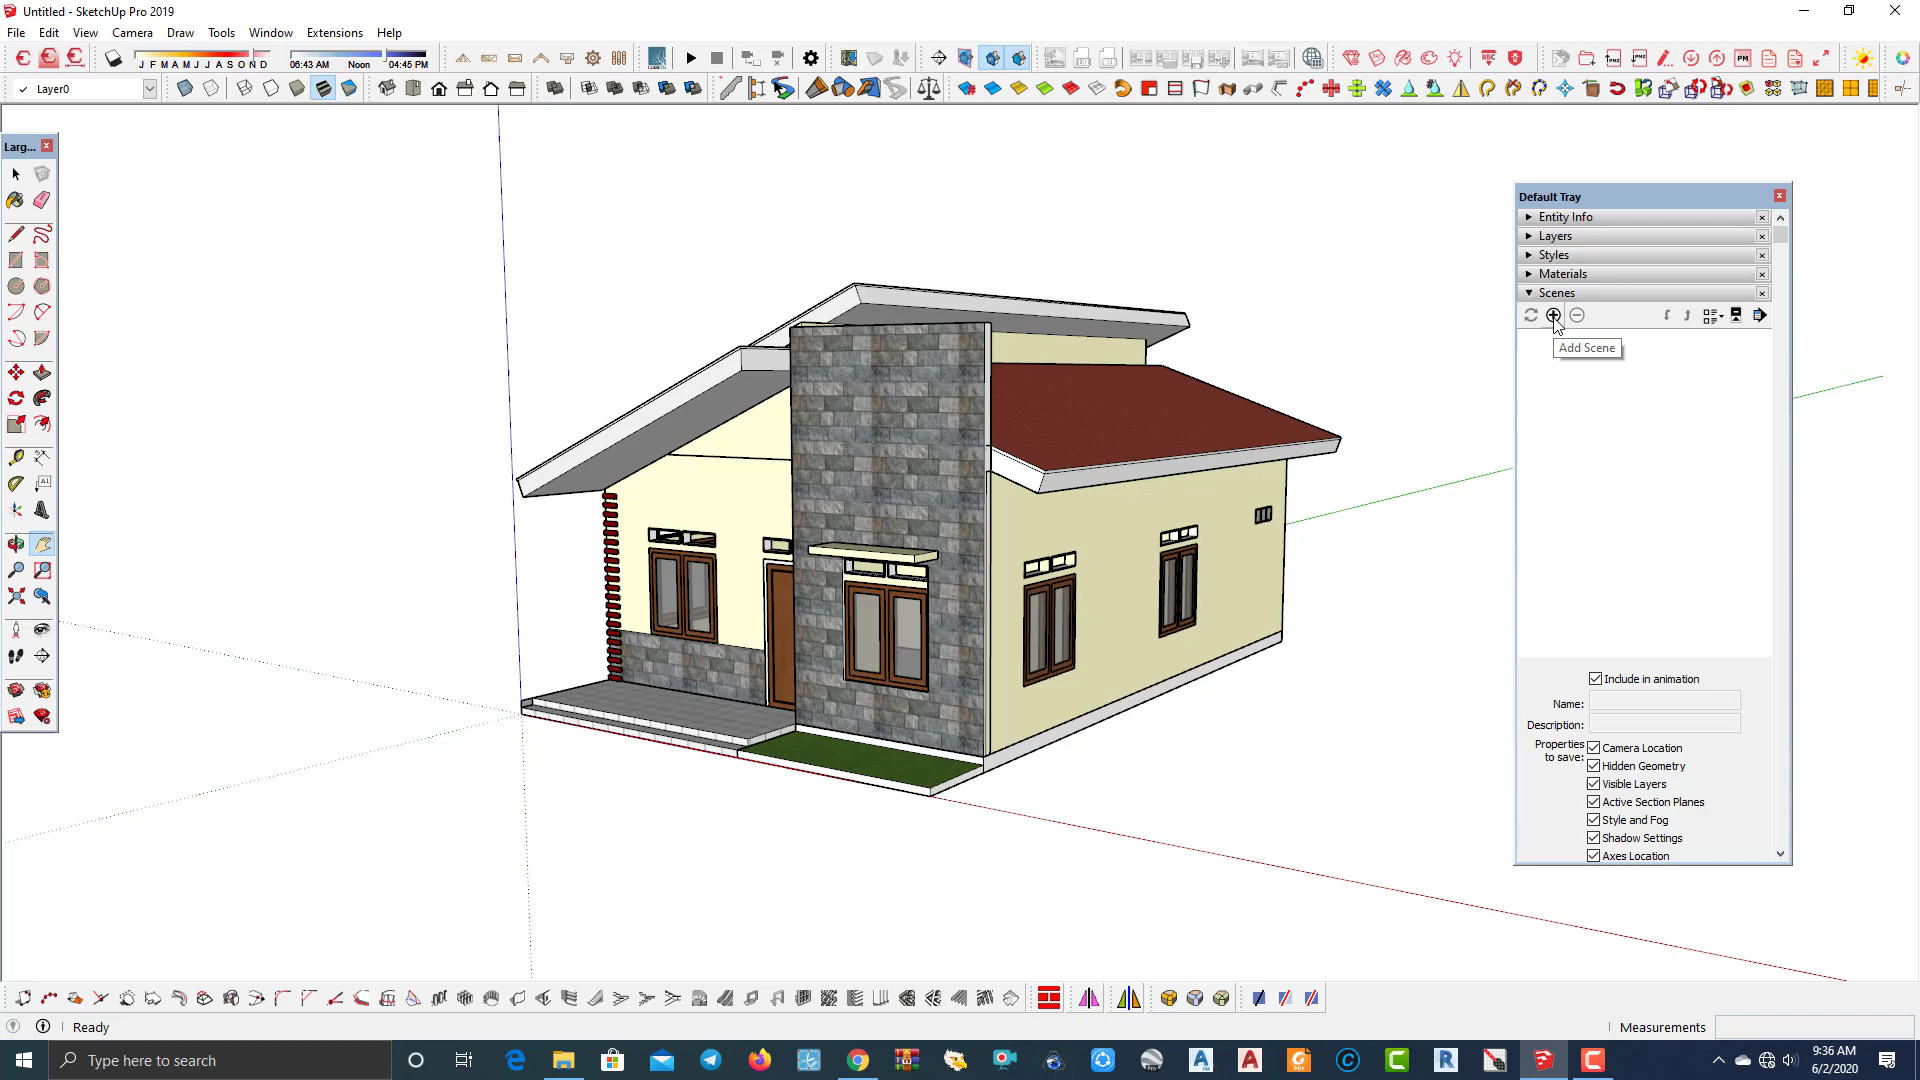 Untitled - SketchUp Pro 2019
File Edit View Camera Draw Tools Window Extensions Help
J F M A M J J A S O N D 06:43 AM Noon 04:45 PM
Layer0
Larg...
Default Tray
Entity Info
Layers
Styles
Materials
Scenes
Add Scene
Include in animation
Name:
Description:
Properties to save:
Camera Location
Hidden Geometry
Visible Layers
Active Section Planes
Style and Fog
Shadow Settings
Axes Location
Ready
Measurements
Type here to search
9:36 AM
6/2/2020